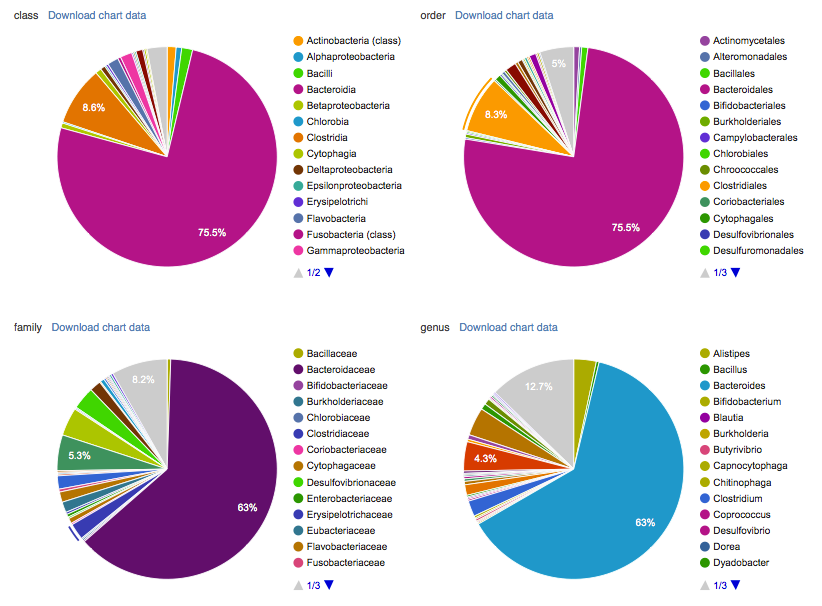 class Download chart data
Actinobacteria (class)
Alphaproteobacteria
Bacilli
Bacteroidia
Betaproteobacteria
Chlorobia
Clostridia
Cytophagia
Deltaproteobacteria
Epsilonproteobacteria
Erysipelotrichi
Flavobacteria
Fusobacteria (class)
Gammaproteobacteria
1/2
8.6%
75.5%
order Download chart data
Actinomycetales
Alteromonadales
Bacillales
Bacteroidales
Bifidobacteriales
Burkholderiales
Campylobacterales
Chlorobiales
Chroococcales
Clostridiales
Coriobacteriales
Cytophagales
Desulfovibrionales
Desulfuromonadales
1/3
5%
8.3%
75.5%
family Download chart data
Bacillaceae
Bacteroidaceae
Bifidobacteriaceae
Burkholderiaceae
Chlorobiaceae
Clostridiaceae
Coriobacteriaceae
Cytophagaceae
Desulfovibrionaceae
Enterobacteriaceae
Erysipelotrichaceae
Eubacteriaceae
Flavobacteriaceae
Fusobacteriaceae
1/3
8.2%
5.3%
63%
genus Download chart data
Alistipes
Bacillus
Bacteroides
Bifidobacterium
Blautia
Burkholderia
Butyrivibrio
Capnocytophaga
Chitinophaga
Clostridium
Coprococcus
Desulfovibrio
Dorea
Dyadobacter
1/3
12.7%
4.3%
63%